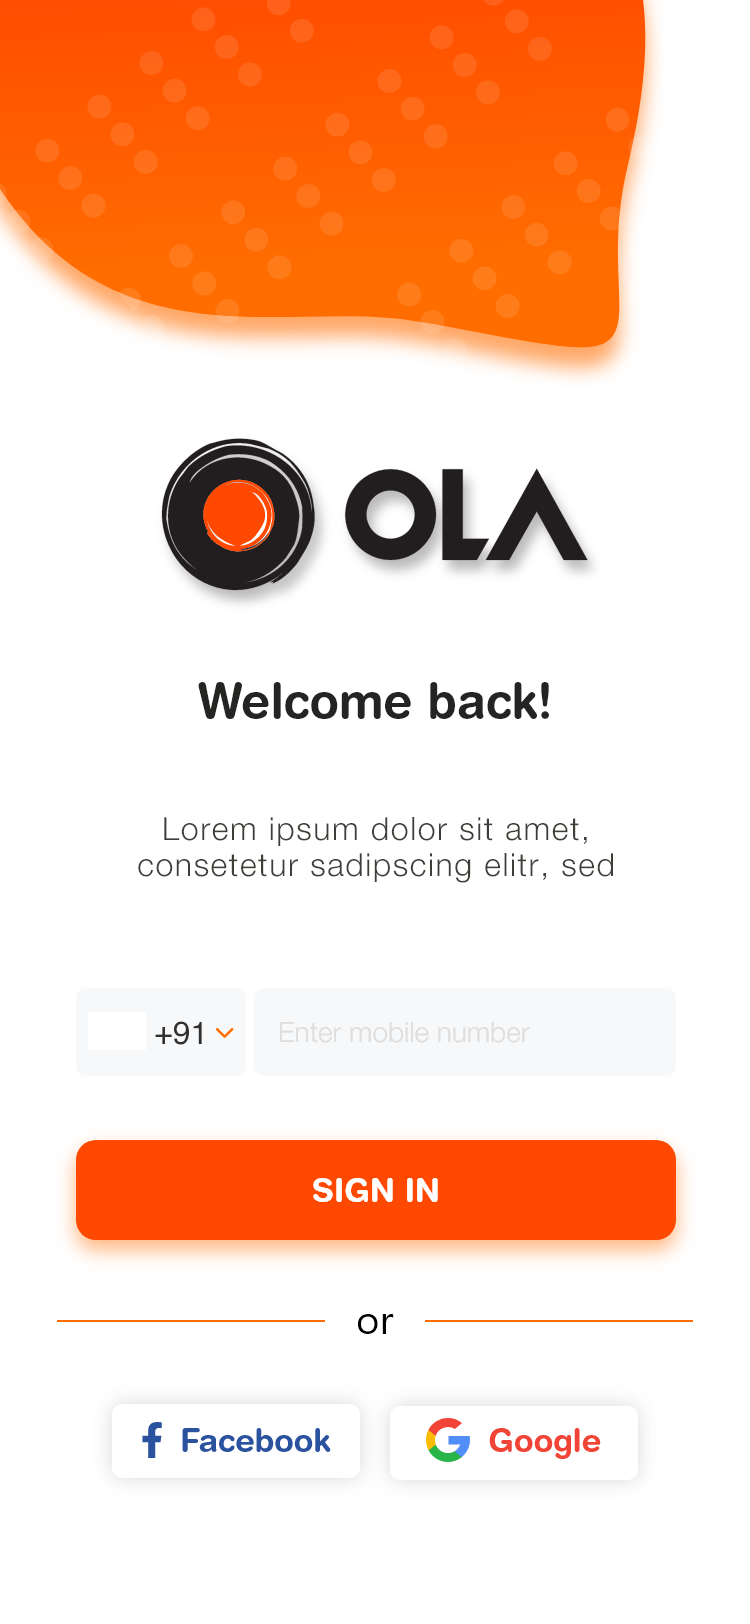 OLA
Welcome back!
Lorem ipsum dolor sit amet,
consetetur sadipscing elitr, sed
+91
Enter mobile number
SIGN IN
or
Facebook
Google